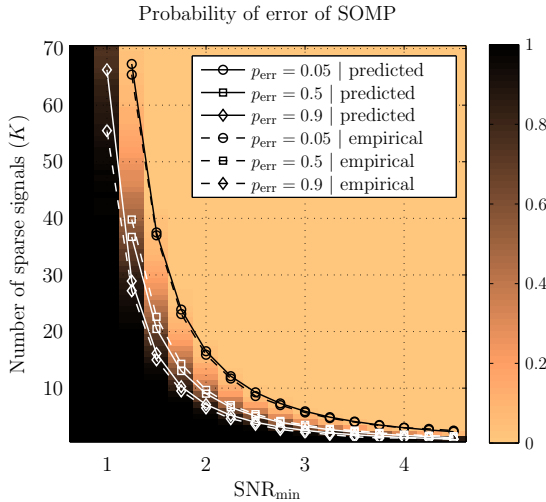 Probability of error of SOMP
Number of sparse signals (K)
70
60
50
40
30
20
10
p_err = 0.05 | predicted
p_err = 0.5 | predicted
p_err = 0.9 | predicted
p_err = 0.05 | empirical
p_err = 0.5 | empirical
p_err = 0.9 | empirical
1
2
3
4
SNR_min
1
0.8
0.6
0.4
0.2
0